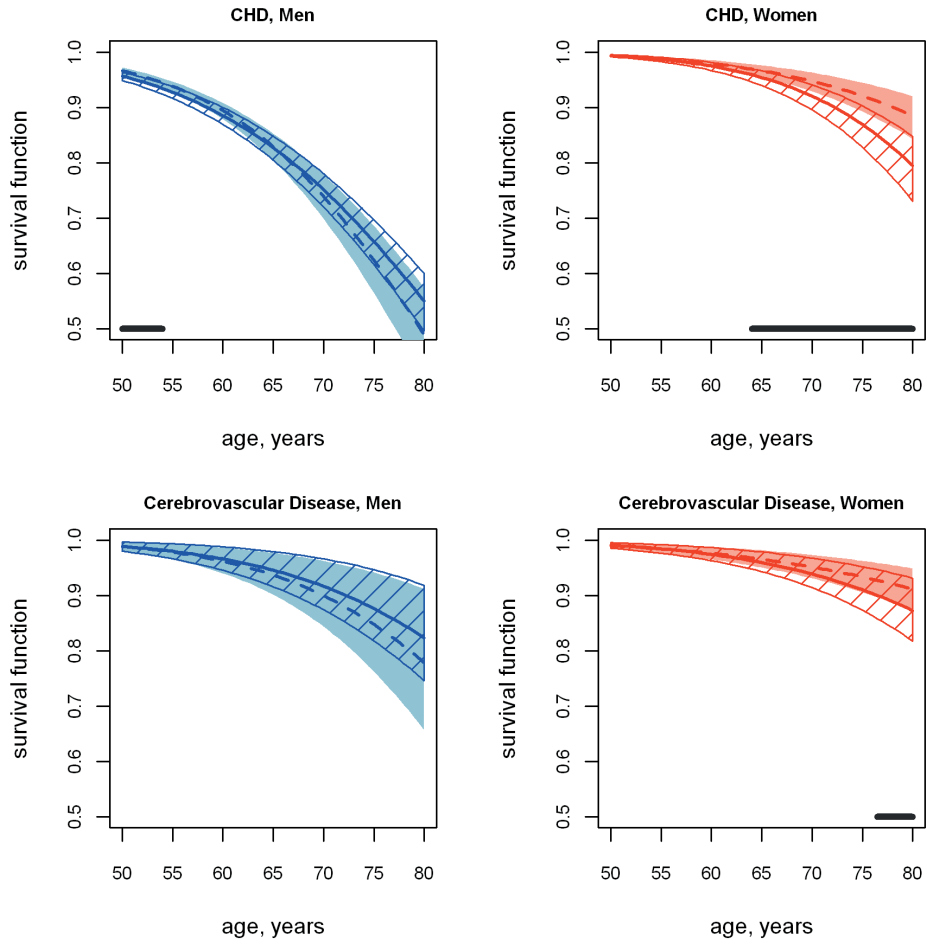 CHD, Men
survival function
1.0
0.9
0.8
0.7
0.6
0.5
50 55 60 65 70 75 80
age, years
CHD, Women
survival function
1.0
0.9
0.8
0.7
0.6
0.5
50 55 60 65 70 75 80
age, years
Cerebrovascular Disease, Men
survival function
1.0
0.9
0.8
0.7
0.6
0.5
50 55 60 65 70 75 80
age, years
Cerebrovascular Disease, Women
survival function
1.0
0.9
0.8
0.7
0.6
0.5
50 55 60 65 70 75 80
age, years